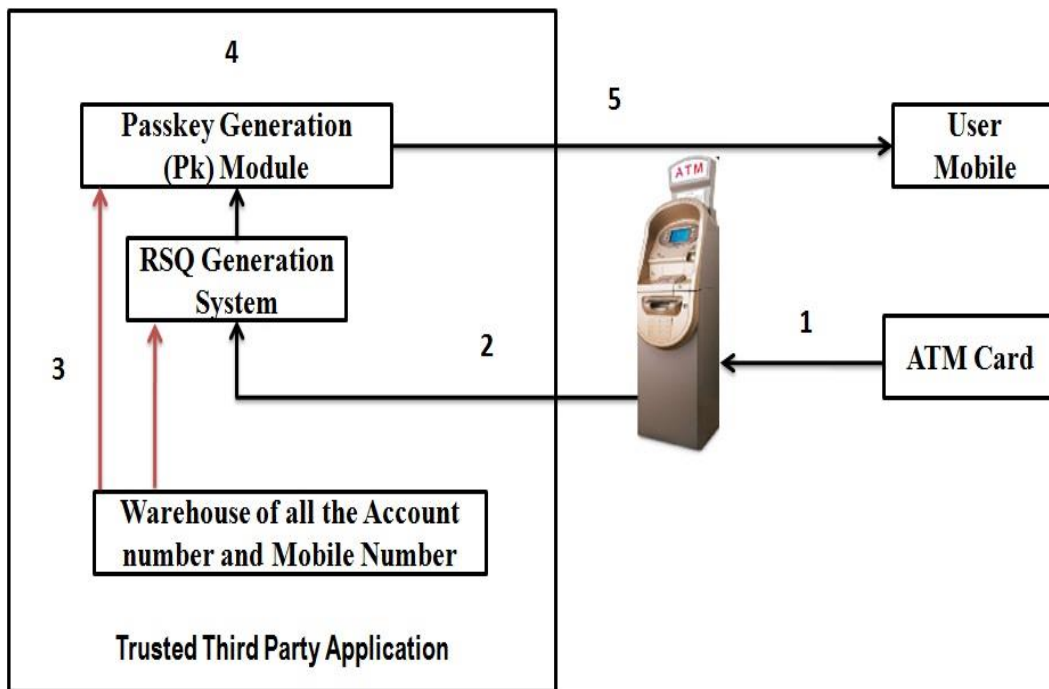 4
Passkey Generation
(Pk) Module
5
User
Mobile
ATM
RSQ Generation
System
3
2
1
ATM Card
Warehouse of all the Account
number and Mobile Number
Trusted Third Party Application